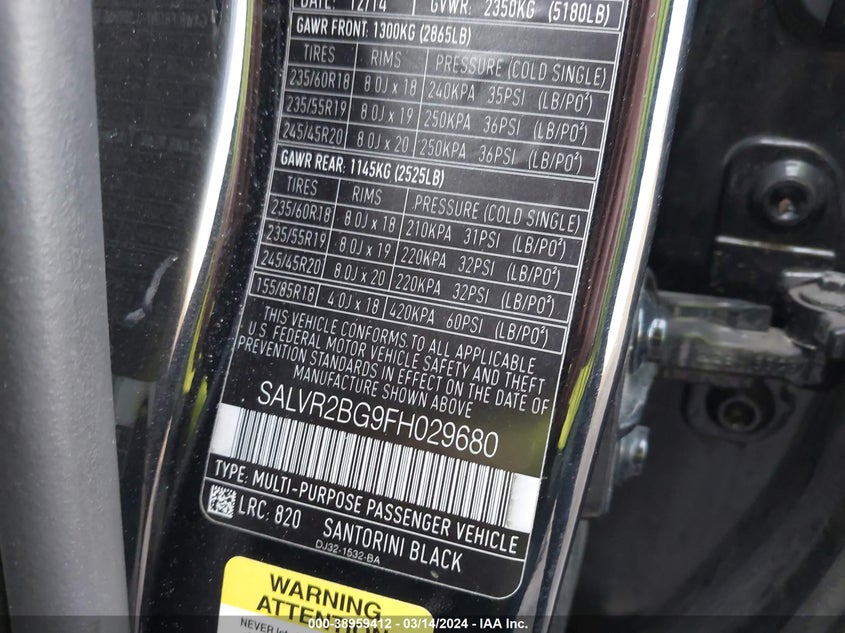 DATE: 12/14 GVWR: 2350KG (5180LB)
GAWR FRONT: 1300KG (2865LB)
TIRES RIMS PRESSURE (COLD SINGLE)
235/60R18 8.0J x 18 240KPA 35PSI (LB/PO²)
235/55R19 8.0J x 19 250KPA 36PSI (LB/PO²)
245/45R20 8.0J x 20 250KPA 36PSI (LB/PO²)
GAWR REAR: 1145KG (2525LB)
TIRES RIMS PRESSURE (COLD SINGLE)
235/60R18 8.0J x 18 210KPA 31PSI (LB/PO²)
235/55R19 8.0J x 19 220KPA 32PSI (LB/PO²)
245/45R20 8.0J x 20 220KPA 32PSI (LB/PO²)
155/85R18 4.0J x 18 420KPA 60PSI (LB/PO²)
THIS VEHICLE CONFORMS TO ALL APPLICABLE
U.S. FEDERAL MOTOR VEHICLE SAFETY AND THEFT
PREVENTION STANDARDS IN EFFECT ON THE DATE OF
MANUFACTURE SHOWN ABOVE
SALVR2BG9FH029680
TYPE: MULTI-PURPOSE PASSENGER VEHICLE
LRC: 820 SANTORINI BLACK
DJ32-1532-BA
WARNING
ATTENTION
NEVER
000-38959412 - 03/14/2024 - IAA Inc.